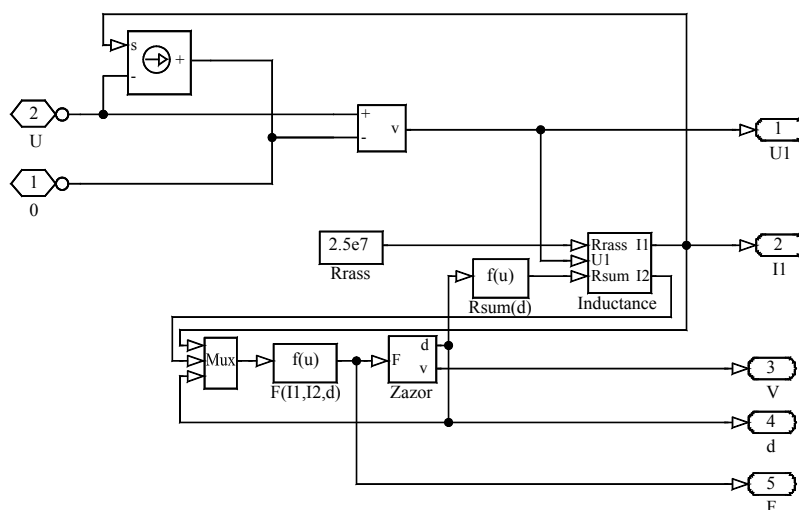 s
+
-
2
U
+
v
-
1
U1
1
0
2.5e7
Rrass
Rrass I1
U1
Rsum I2
Inductance
2
I1
f(u)
Rsum(d)
Mux
f(u)
F(I1,I2,d)
d
F
v
Zazor
3
V
4
d
5
F